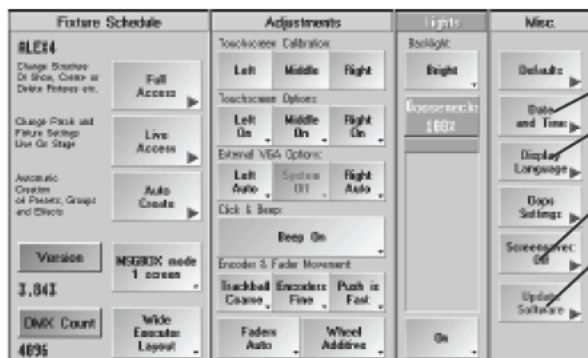 Fixture Schedule
ALEX4
Change Structure
Of Show, Create or
Delete Fixtures etc.
Full
Access
Change Patch and
Fixture Settings
Live On Stage
Live
Access
Automatic
Creation
of Presets, Groups
and Effects
Auto
Create
Version
3.843
MSGBOX mode
1 screen
DMX Count
4096
Wide
Executor
Layout
Adjustments
Touchscreen Calibration:
Left
Middle
Right
Touchscreen Options:
Left
On
Middle
On
Right
On
External VGA Options:
Left
Auto
System
Off
Right
Auto
Click & Beep:
Beep On
Encoder & Fader Movement
Trackball
Coarse
Encoders
Fine
Push is
Fast
Faders
Auto
Wheel
Additive
Lights
Backlight:
Bright
Gooseneck:
100%
On
Misc.
Defaults
Date
and Time
Display
Language
Oops
Settings
Screensaver:
Off
Update
Software